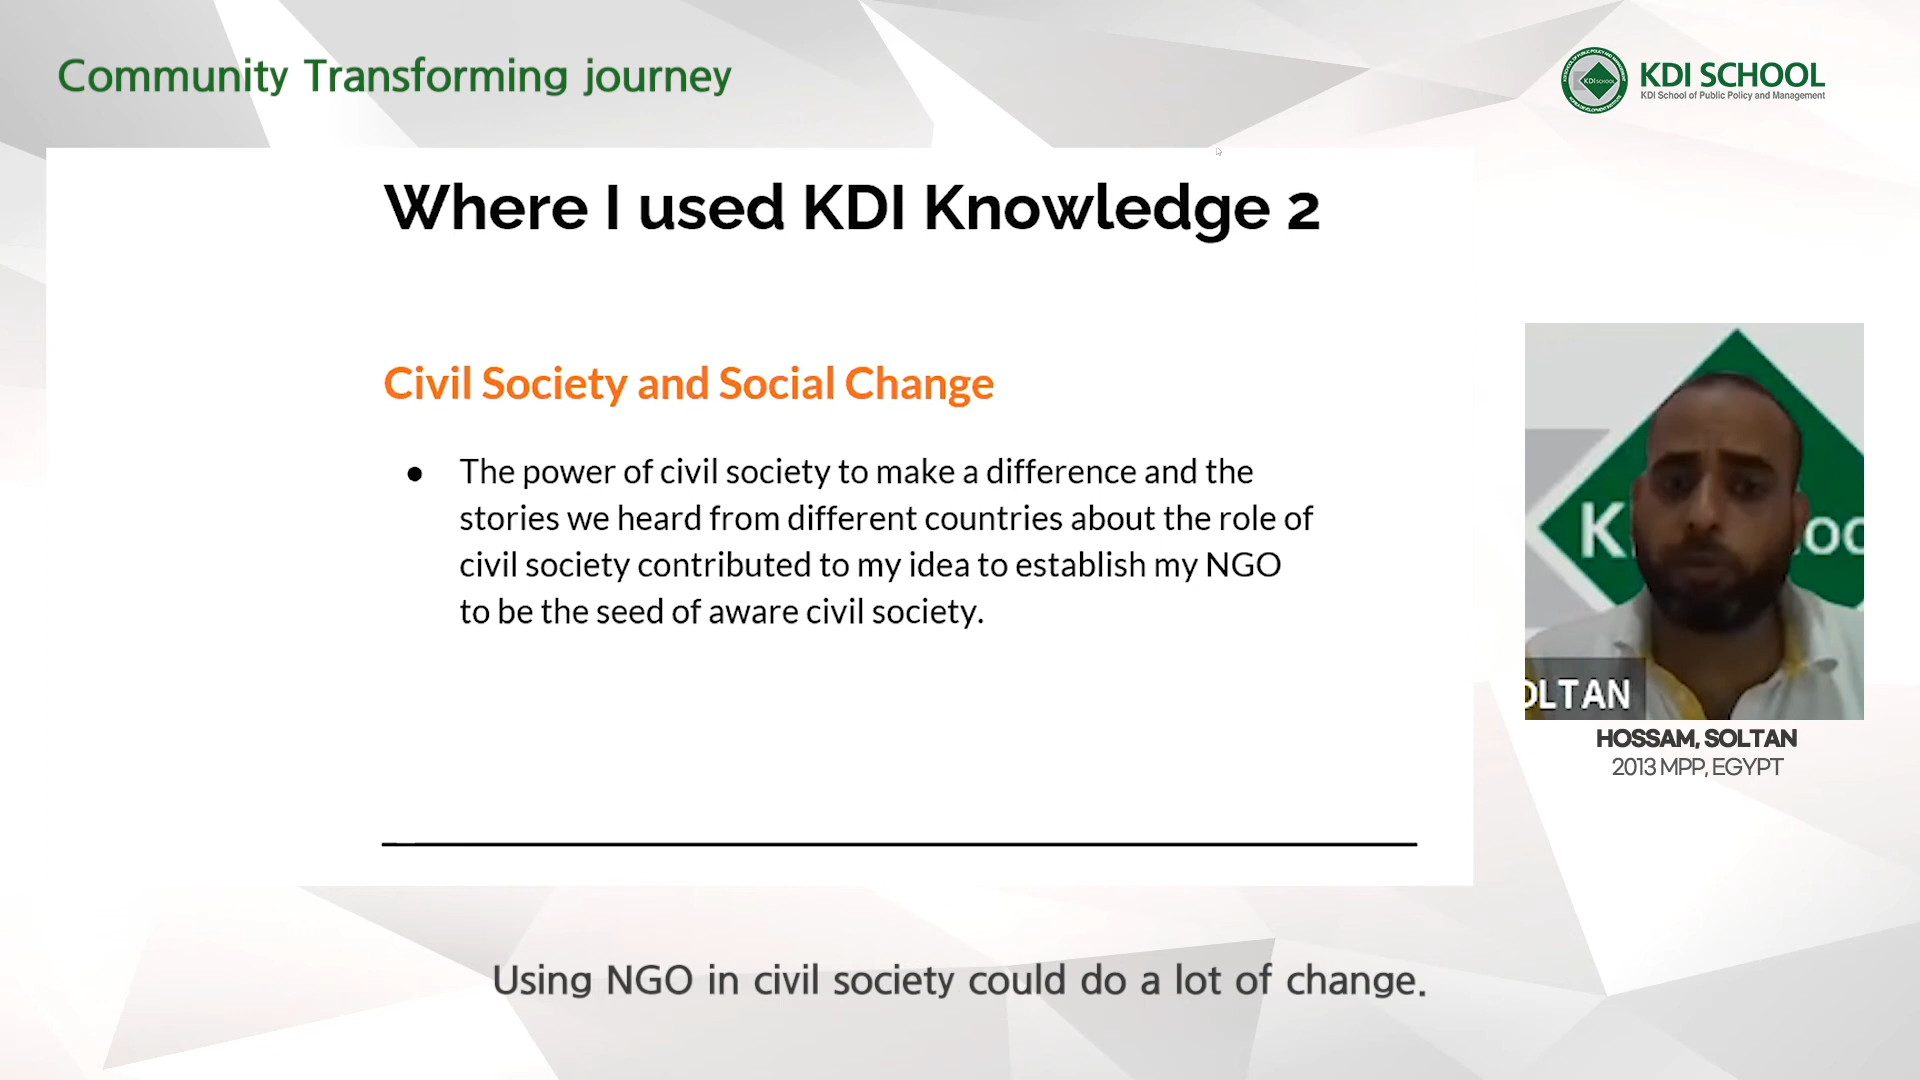 Community Transforming journey
KDI SCHOOL
KDI School of Public Policy and Management
Where I used KDI Knowledge 2
Civil Society and Social Change
● The power of civil society to make a difference and the
stories we heard from different countries about the role of
civil society contributed to my idea to establish my NGO
to be the seed of aware civil society.
OLTAN
HOSSAM, SOLTAN
2013 MPP, EGYPT
Using NGO in civil society could do a lot of change.